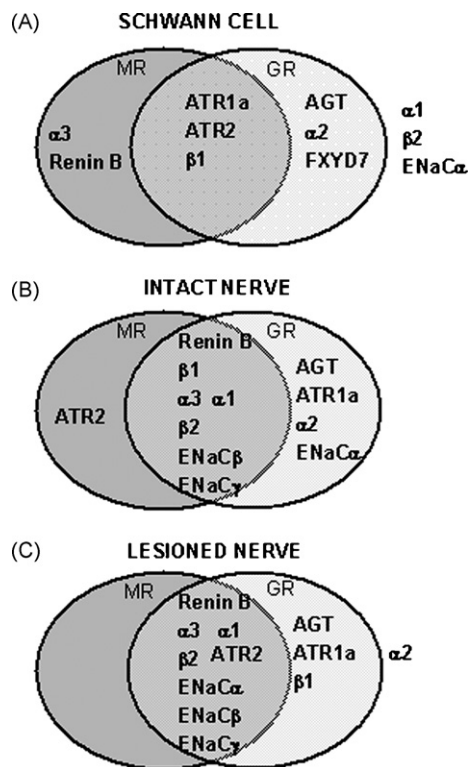 (A) SCHWANN CELL
MR GR
ATR1a AGT
α3 ATR2 α2 α1
Renin B β1 FXYD7 β2
ENaCα
(B) INTACT NERVE
MR GR
Renin B
β1 AGT
α3 α1 ATR1a
ATR2 β2 α2
ENaCβ ENaCα
ENaCγ
(C) LESIONED NERVE
MR GR
Renin B
α3 α1 AGT
β2 ATR2 ATR1a α2
ENaCα β1
ENaCβ
ENaCγ